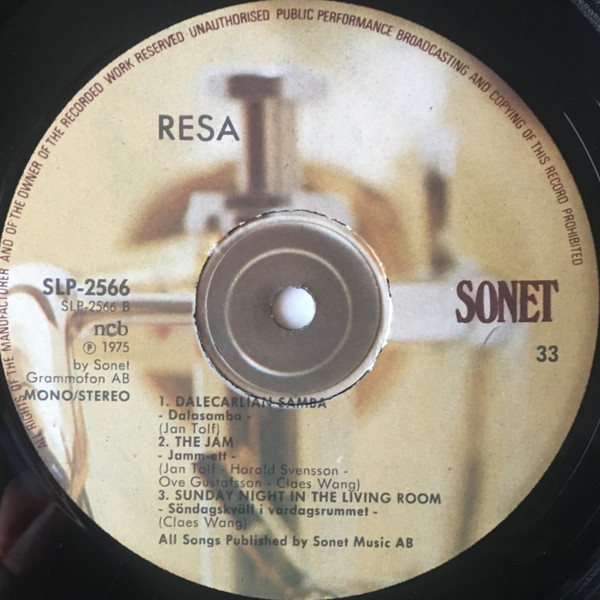 ALL RIGHTS OF THE MANUFACTURER AND OF THE OWNER OF THE RECORDED WORK RESERVED · UNAUTHORISED PUBLIC PERFORMANCE BROADCASTING AND COPYING OF THIS RECORD PROHIBITED
RESA
SLP-2566
SLP-2566 B
ncb
℗ 1975
by Sonet
Grammofon AB
MONO/STEREO
SONET
33
1. DALECARLIAN SAMBA
- Dalasamba -
(Jan Tolf)
2. THE JAM
- Jamm-ett -
(Jan Tolf - Harald Svensson -
Ove Gustafsson - Claes Wang)
3. SUNDAY NIGHT IN THE LIVING ROOM
- Söndagskväll i vardagsrummet -
(Claes Wang)
All Songs Published by Sonet Music AB